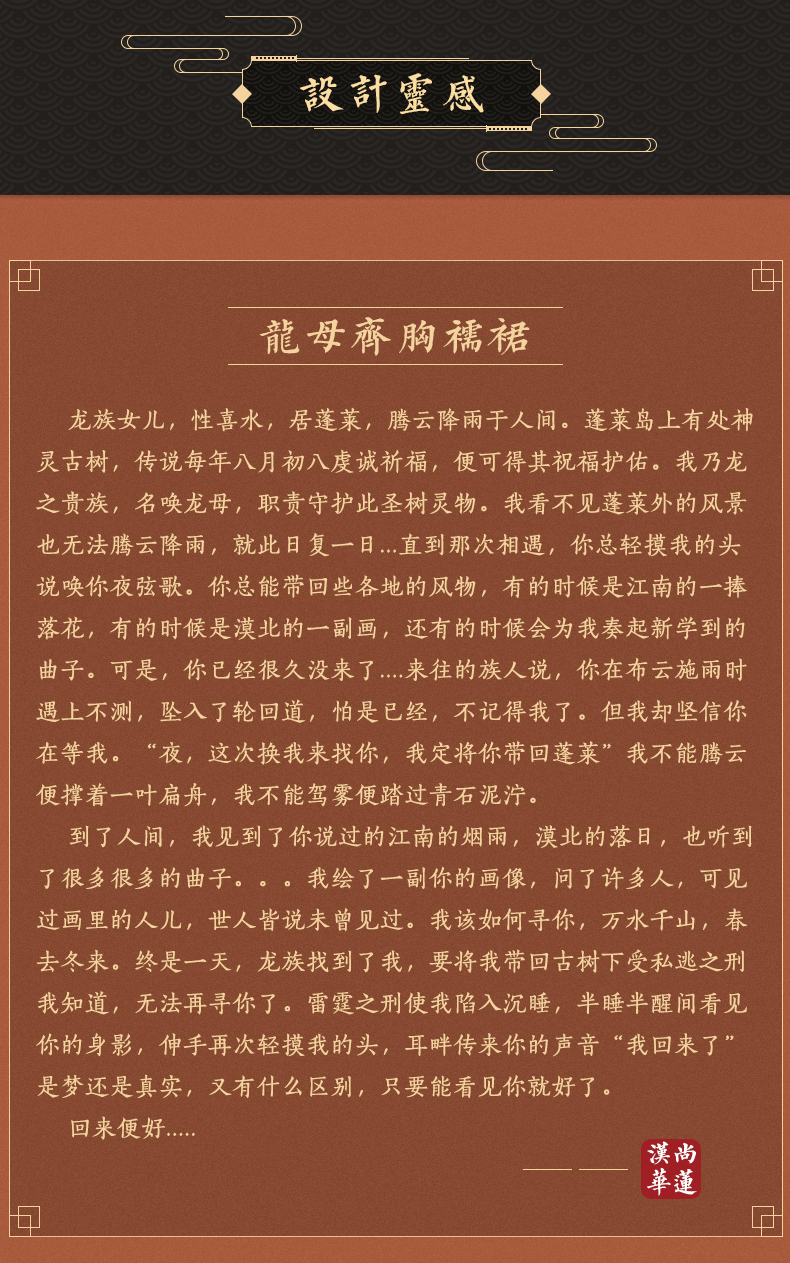 設計靈感
龍母齊胸襦裙
龙族女儿，性喜水，居蓬莱，腾云降雨于人间。蓬莱岛上有处神
灵古树，传说每年八月初八虔诚祈福，便可得其祝福护佑。我乃龙
之贵族，名唤龙母，职责守护此圣树灵物。我看不见蓬莱外的风景
也无法腾云降雨，就此日复一日...直到那次相遇，你总轻摸我的头
说唤你夜弦歌。你总能带回些各地的风物，有的时候是江南的一捧
落花，有的时候是漠北的一副画，还有的时候会为我奏起新学到的
曲子。可是，你已经很久没来了....来往的族人说，你在布云施雨时
遇上不测，坠入了轮回道，怕是已经，不记得我了。但我却坚信你
在等我。“夜，这次换我来找你，我定将你带回蓬莱”我不能腾云
便撑着一叶扁舟，我不能驾雾便踏过青石泥泞。
到了人间，我见到了你说过的江南的烟雨，漠北的落日，也听到
了很多很多的曲子。。。我绘了一副你的画像，问了许多人，可见
过画里的人儿，世人皆说未曾见过。我该如何寻你，万水千山，春
去冬来。终是一天，龙族找到了我，要将我带回古树下受私逃之刑
我知道，无法再寻你了。雷霆之刑使我陷入沉睡，半睡半醒间看见
你的身影，伸手再次轻摸我的头，耳畔传来你的声音“我回来了”
是梦还是真实，又有什么区别，只要能看见你就好了。
回来便好.....
尚蓮
漢華